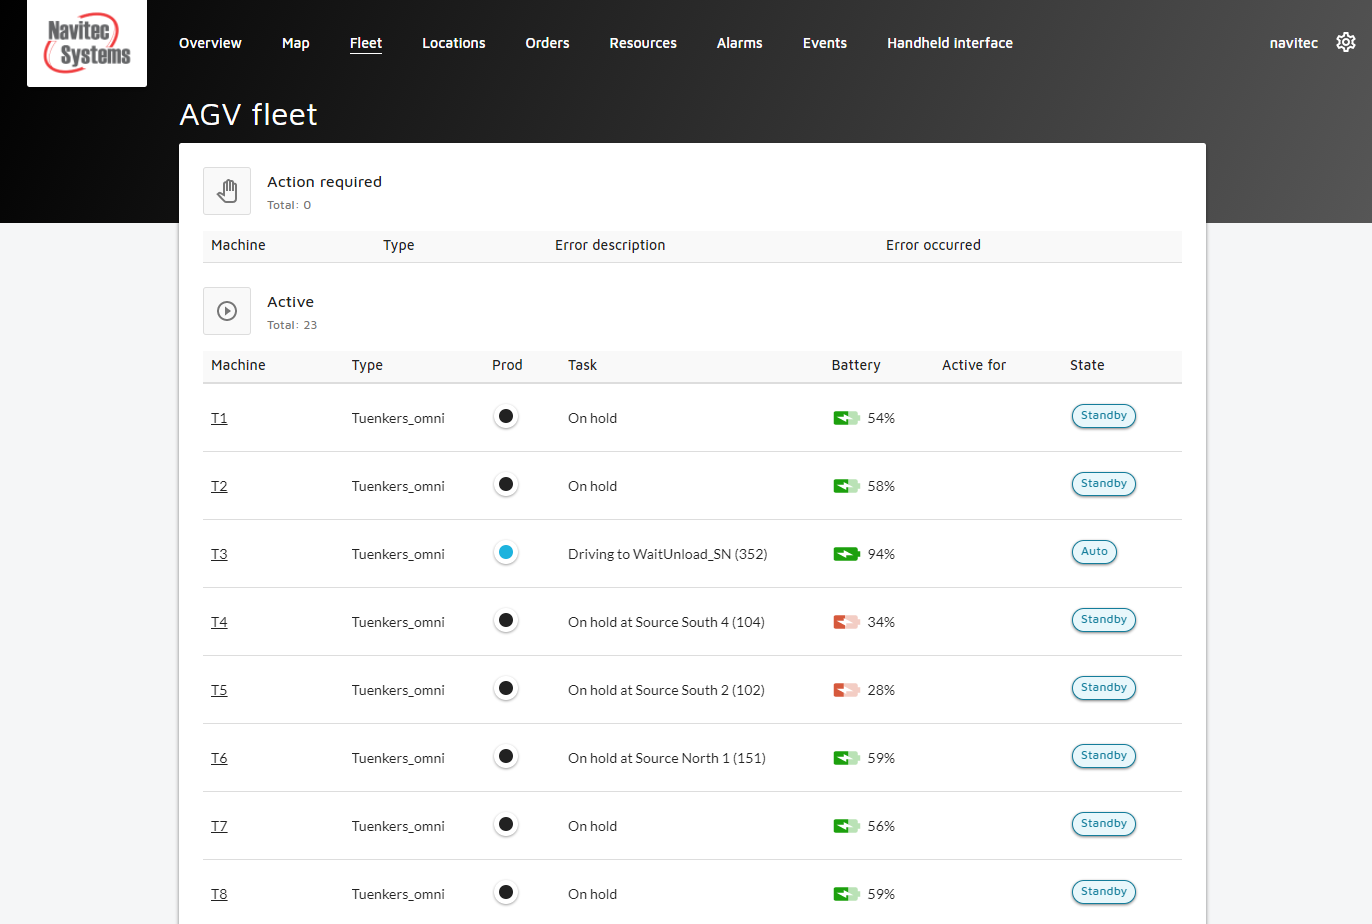 Navitec
Systems
Overview Map Fleet Locations Orders Resources Alarms Events Handheld interface navitec
AGV fleet
Action required
Total: 0
Machine Type Error description Error occurred
Active
Total: 23
Machine Type Prod Task Battery Active for State
T1 Tuenkers_omni On hold 54% Standby
T2 Tuenkers_omni On hold 58% Standby
T3 Tuenkers_omni Driving to WaitUnload_SN (352) 94% Auto
T4 Tuenkers_omni On hold at Source South 4 (104) 34% Standby
T5 Tuenkers_omni On hold at Source South 2 (102) 28% Standby
T6 Tuenkers_omni On hold at Source North 1 (151) 59% Standby
T7 Tuenkers_omni On hold 56% Standby
T8 Tuenkers_omni On hold 59% Standby